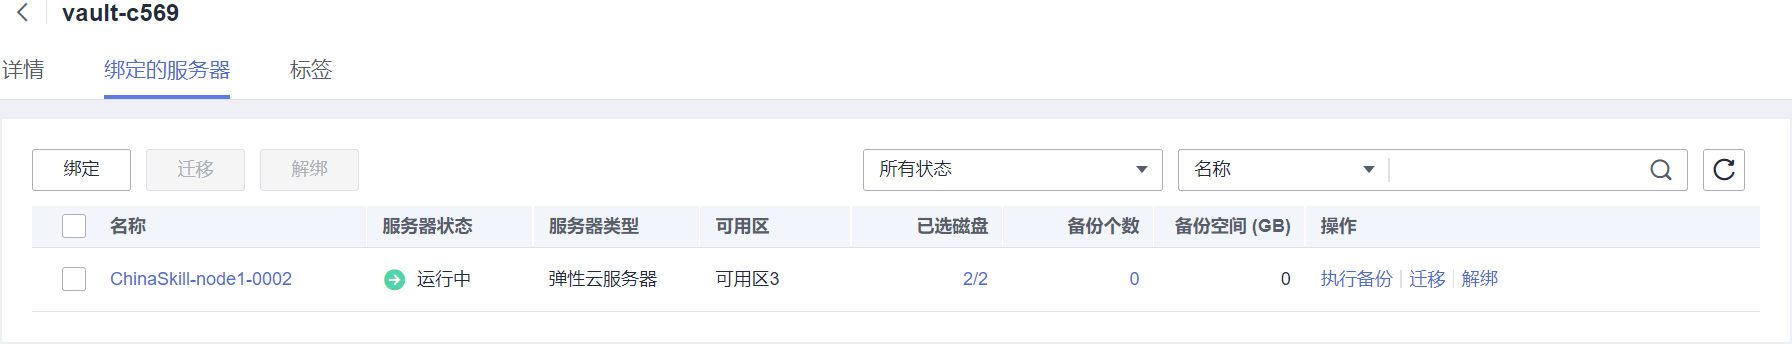 vault-c569
详情 绑定的服务器 标签
绑定 迁移 解绑 所有状态 名称
名称 服务器状态 服务器类型 可用区 已选磁盘 备份个数 备份空间 (GB) 操作
ChinaSkill-node1-0002 运行中 弹性云服务器 可用区3 2/2 0 0 执行备份 迁移 解绑